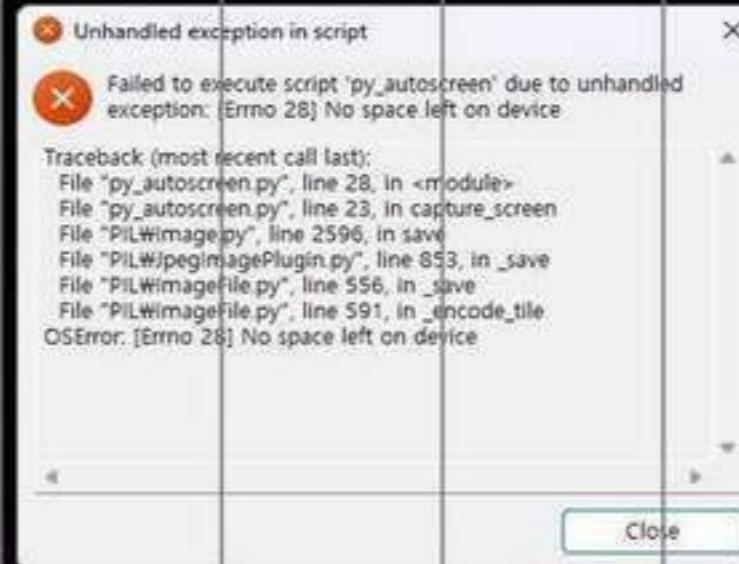 Unhandled exception in script
Failed to execute script 'py_autoscreen' due to unhandled
exception: [Errno 28] No space left on device
Traceback (most recent call last):
File "py_autoscreen.py", line 28, in <module>
File "py_autoscreen.py", line 23, in capture_screen
File "PIL₩Image.py", line 2596, in save
File "PIL₩JpegImagePlugin.py", line 853, in _save
File "PIL₩ImageFile.py", line 556, in _save
File "PIL₩ImageFile.py", line 591, in _encode_tile
OSError: [Errno 28] No space left on device
Close